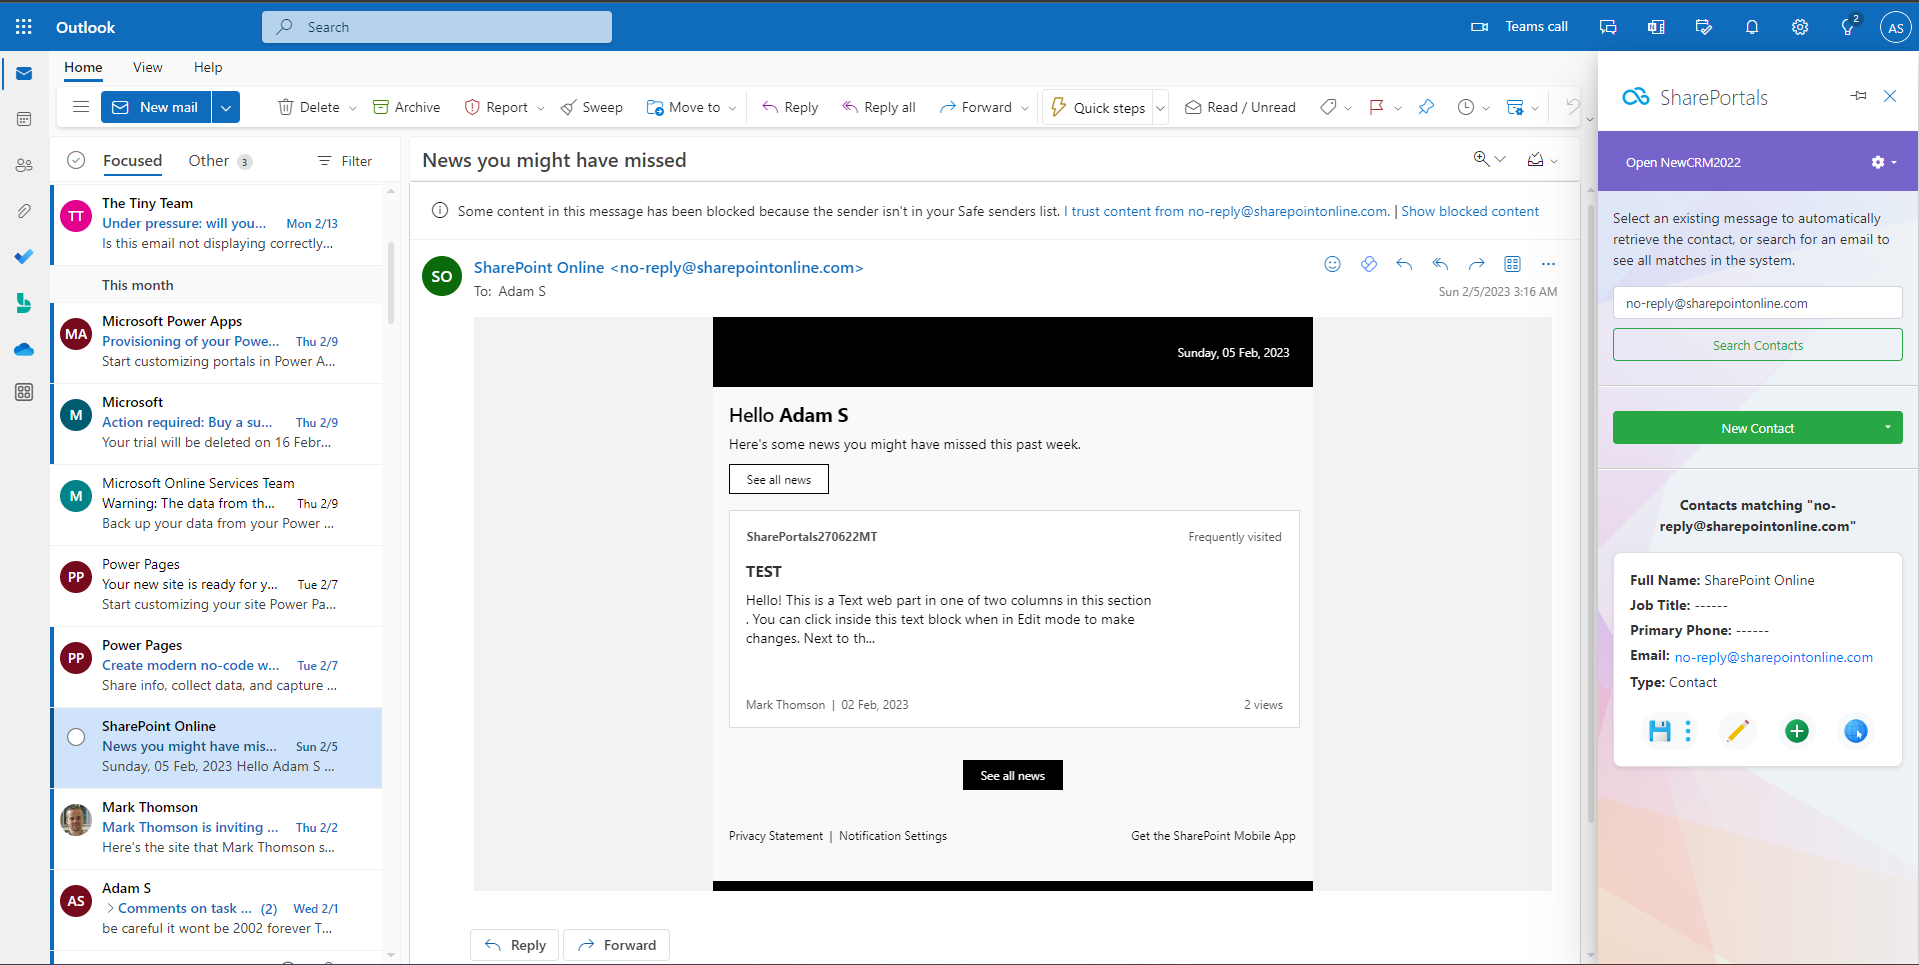 Outlook
Search
Teams call
2
AS
Home
View
Help
New mail
Delete
Archive
Report
Sweep
Move to
Reply
Reply all
Forward
Quick steps
Read / Unread
Focused
Other 3
Filter
TT
The Tiny Team
Under pressure: will you... Mon 2/13
Is this email not displaying correctly...
This month
MA
Microsoft Power Apps
Provisioning of your Powe... Thu 2/9
Start customizing portals in Power A...
M
Microsoft
Action required: Buy a su... Thu 2/9
Your trial will be deleted on 16 Febr...
M
Microsoft Online Services Team
Warning: The data from th... Thu 2/9
Back up your data from your Power ...
PP
Power Pages
Your new site is ready for y... Tue 2/7
Start customizing your site Power Pa...
PP
Power Pages
Create modern no-code w... Tue 2/7
Share info, collect data, and capture ...
SharePoint Online
News you might have mis... Sun 2/5
Sunday, 05 Feb, 2023 Hello Adam S ...
Mark Thomson
Mark Thomson is inviting ... Thu 2/2
Here's the site that Mark Thomson s...
AS
Adam S
Comments on task ... (2) Wed 2/1
be careful it wont be 2002 forever T...
News you might have missed
Some content in this message has been blocked because the sender isn't in your Safe senders list. I trust content from no-reply@sharepointonline.com. | Show blocked content
SO
SharePoint Online <no-reply@sharepointonline.com>
To: Adam S
Sun 2/5/2023 3:16 AM
Sunday, 05 Feb, 2023
Hello Adam S
Here's some news you might have missed this past week.
See all news
SharePortals270622MT
Frequently visited
TEST
Hello! This is a Text web part in one of two columns in this section
. You can click inside this text block when in Edit mode to make
changes. Next to th...
Mark Thomson | 02 Feb, 2023
2 views
See all news
Privacy Statement | Notification Settings
Get the SharePoint Mobile App
Reply
Forward
SharePortals
Open NewCRM2022
Select an existing message to automatically
retrieve the contact, or search for an email to
see all matches in the system.
no-reply@sharepointonline.com
Search Contacts
New Contact
Contacts matching "no-
reply@sharepointonline.com"
Full Name: SharePoint Online
Job Title: ------
Primary Phone: ------
Email: no-reply@sharepointonline.com
Type: Contact